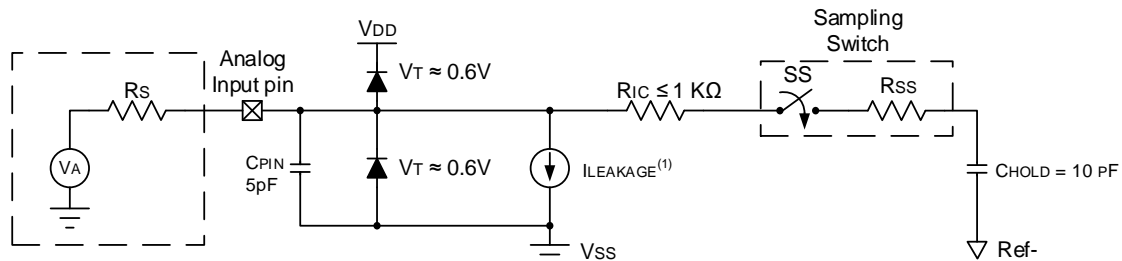 Sampling
Switch
VDD
Analog
Input pin
VT ≈ 0.6V
RS
RIC ≤ 1 KΩ
SS
RSS
VA
CPIN
5pF
VT ≈ 0.6V
ILEAKAGE(1)
CHOLD = 10 PF
VSS
Ref-